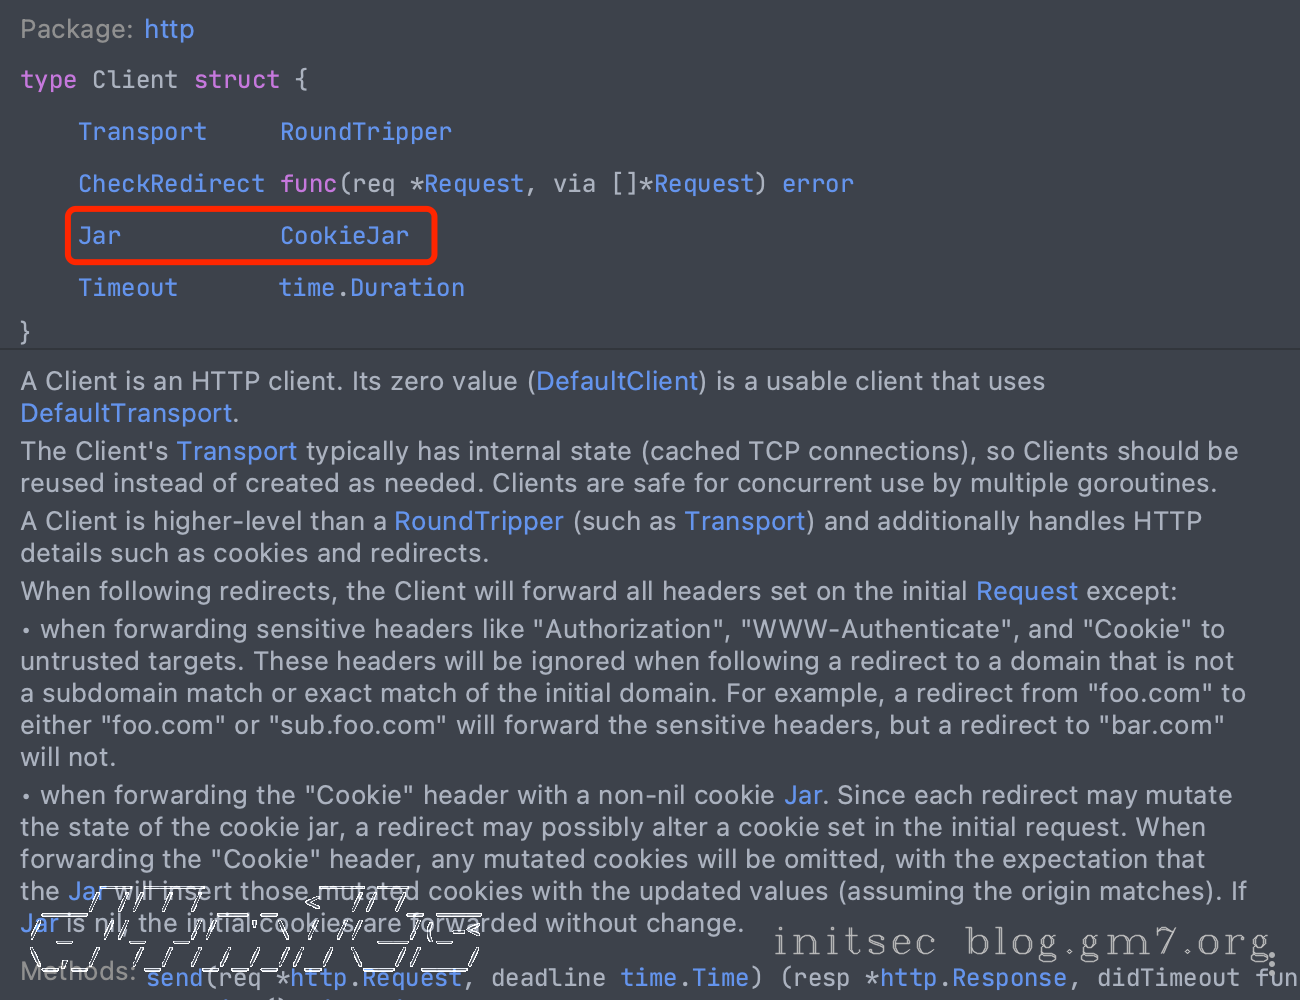 Package: http
type Client struct {
Transport RoundTripper
CheckRedirect func(req *Request, via []*Request) error
Jar CookieJar
Timeout time.Duration
}
A Client is an HTTP client. Its zero value (DefaultClient) is a usable client that uses
DefaultTransport.
The Client's Transport typically has internal state (cached TCP connections), so Clients should be
reused instead of created as needed. Clients are safe for concurrent use by multiple goroutines.
A Client is higher-level than a RoundTripper (such as Transport) and additionally handles HTTP
details such as cookies and redirects.
When following redirects, the Client will forward all headers set on the initial Request except:
• when forwarding sensitive headers like "Authorization", "WWW-Authenticate", and "Cookie" to
untrusted targets. These headers will be ignored when following a redirect to a domain that is not
a subdomain match or exact match of the initial domain. For example, a redirect from "foo.com" to
either "foo.com" or "sub.foo.com" will forward the sensitive headers, but a redirect to "bar.com"
will not.
• when forwarding the "Cookie" header with a non-nil cookie Jar. Since each redirect may mutate
the state of the cookie jar, a redirect may possibly alter a cookie set in the initial request. When
forwarding the "Cookie" header, any mutated cookies will be omitted, with the expectation that
the Jar will insert those mutated cookies with the updated values (assuming the origin matches). If
Jar is nil, the initial cookies are forwarded without change.
initsec blog.gm7.org
Methods: send(req *http.Request, deadline time.Time) (resp *http.Response, didTimeout fun